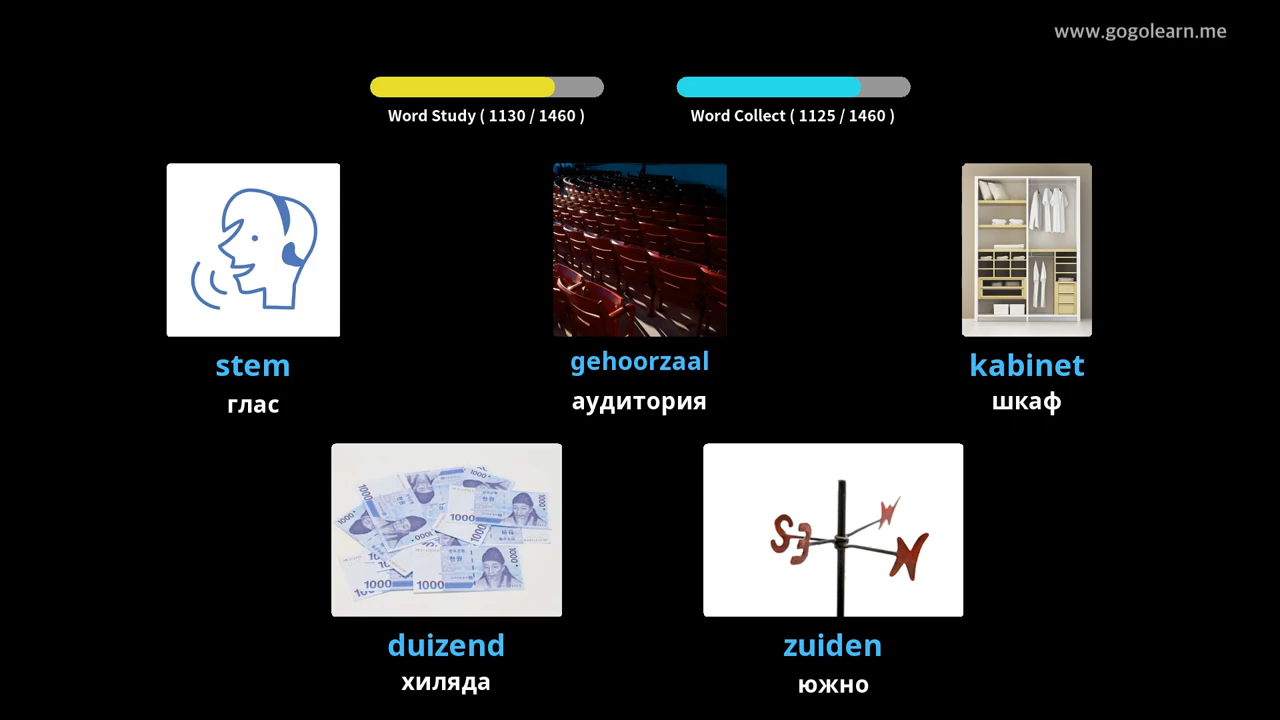 www.gogolearn.me
Word Study ( 1130 / 1460 )
Word Collect ( 1125 / 1460 )
stem
глас
gehoorzaal
аудитория
kabinet
шкаф
duizend
хиляда
zuiden
южно